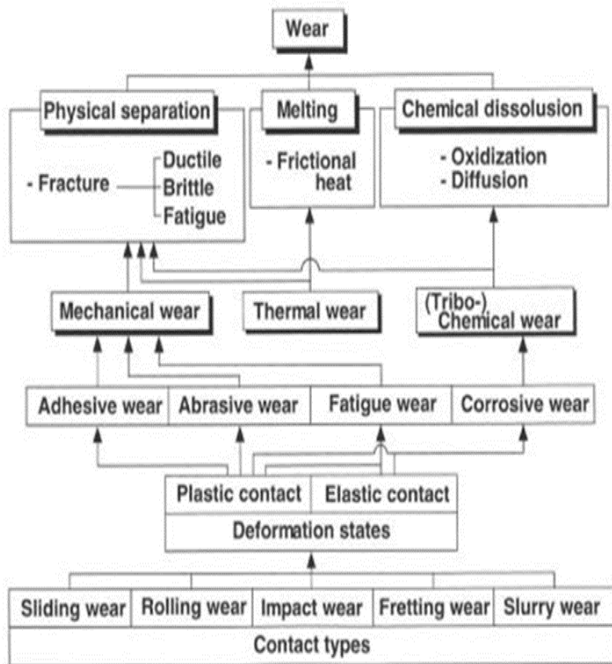 Wear
Physical separation
Melting
Chemical dissolusion
- Fracture
Ductile
Brittle
Fatigue
- Frictional
heat
- Oxidization
- Diffusion
Mechanical wear
Thermal wear
(Tribo-)
Chemical wear
Adhesive wear
Abrasive wear
Fatigue wear
Corrosive wear
Plastic contact
Elastic contact
Deformation states
Sliding wear
Rolling wear
Impact wear
Fretting wear
Slurry wear
Contact types